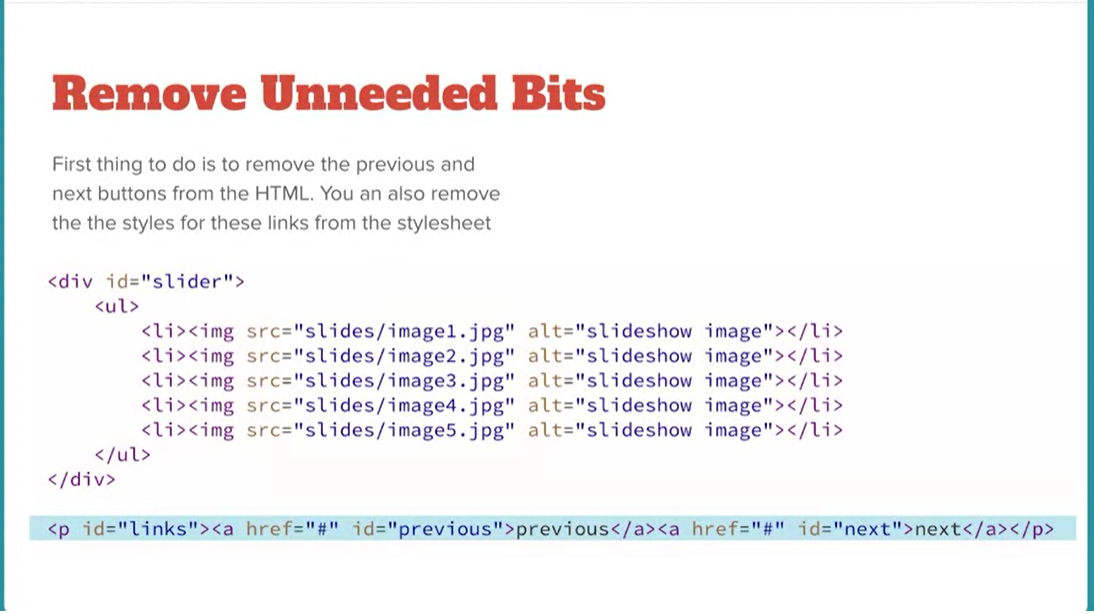 Remove Unneeded Bits
First thing to do is to remove the previous and
next buttons from the HTML. You an also remove
the the styles for these links from the stylesheet
<div id="slider">
    <ul>
        <li><img src="slides/image1.jpg" alt="slideshow image"></li>
        <li><img src="slides/image2.jpg" alt="slideshow image"></li>
        <li><img src="slides/image3.jpg" alt="slideshow image"></li>
        <li><img src="slides/image4.jpg" alt="slideshow image"></li>
        <li><img src="slides/image5.jpg" alt="slideshow image"></li>
    </ul>
</div>
<p id="links"><a href="#" id="previous">previous</a><a href="#" id="next">next</a></p>